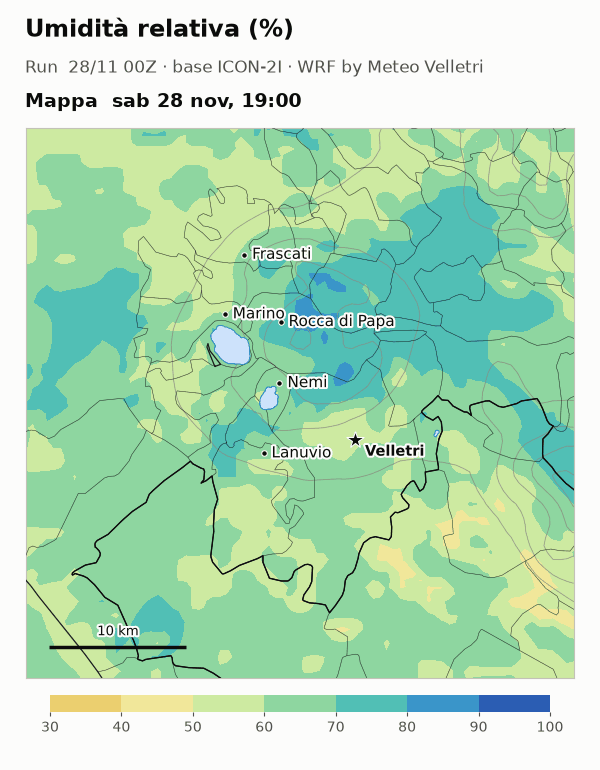 Umidità relativa (%)
Run  28/11 00Z · base ICON-2I · WRF by Meteo Velletri
Mappa  sab 28 nov, 19:00
Frascati
Marino
Rocca di Papa
Nemi
Velletri
Lanuvio
10 km
30 40 50 60 70 80 90 100